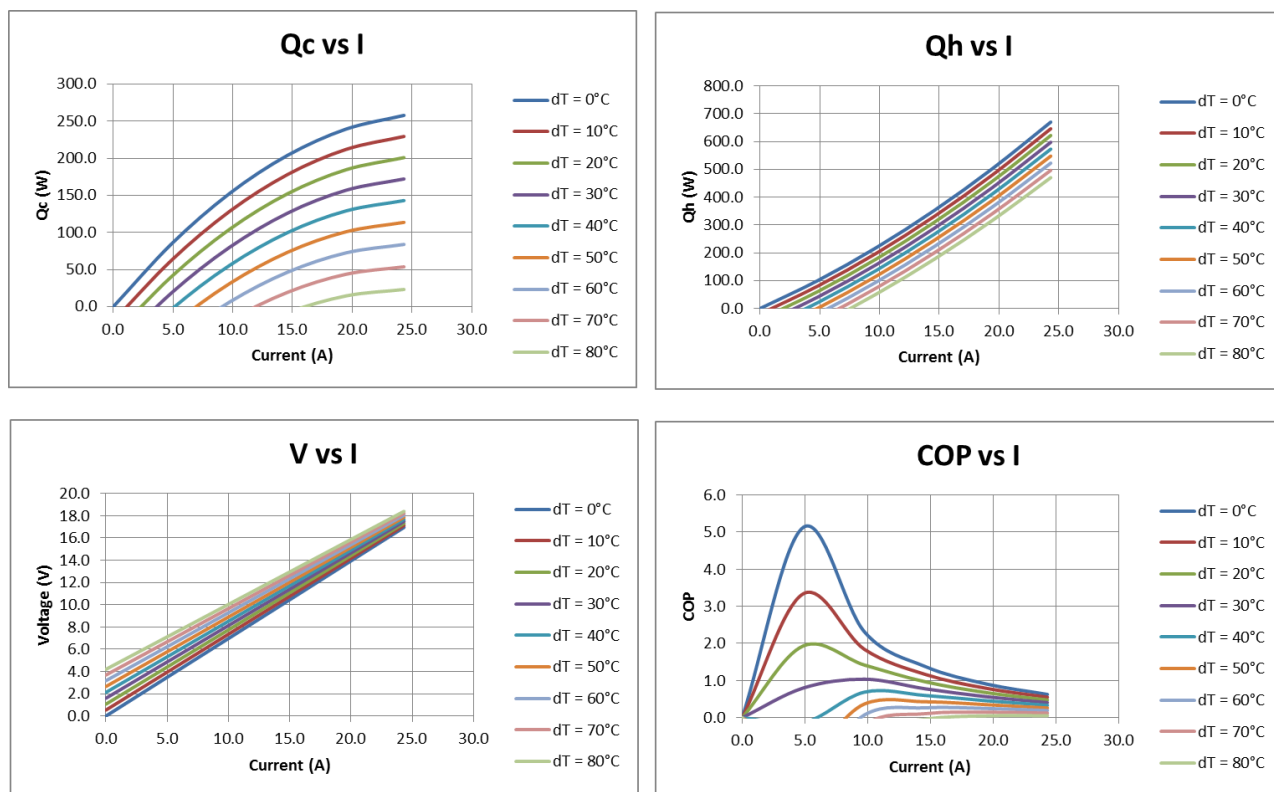 Qc vs I
300.0
250.0
200.0
150.0
100.0
50.0
0.0
Qc (W)
0.0 5.0 10.0 15.0 20.0 25.0 30.0
Current (A)
dT = 0°C
dT = 10°C
dT = 20°C
dT = 30°C
dT = 40°C
dT = 50°C
dT = 60°C
dT = 70°C
dT = 80°C
Qh vs I
800.0
700.0
600.0
500.0
400.0
300.0
200.0
100.0
0.0
Qh (W)
0.0 5.0 10.0 15.0 20.0 25.0 30.0
Current (A)
dT = 0°C
dT = 10°C
dT = 20°C
dT = 30°C
dT = 40°C
dT = 50°C
dT = 60°C
dT = 70°C
dT = 80°C
V vs I
20.0
18.0
16.0
14.0
12.0
10.0
8.0
6.0
4.0
2.0
0.0
Voltage (V)
0.0 5.0 10.0 15.0 20.0 25.0 30.0
Current (A)
dT = 0°C
dT = 10°C
dT = 20°C
dT = 30°C
dT = 40°C
dT = 50°C
dT = 60°C
dT = 70°C
dT = 80°C
COP vs I
6.0
5.0
4.0
3.0
2.0
1.0
0.0
COP
0.0 5.0 10.0 15.0 20.0 25.0 30.0
Current (A)
dT = 0°C
dT = 10°C
dT = 20°C
dT = 30°C
dT = 40°C
dT = 50°C
dT = 60°C
dT = 70°C
dT = 80°C